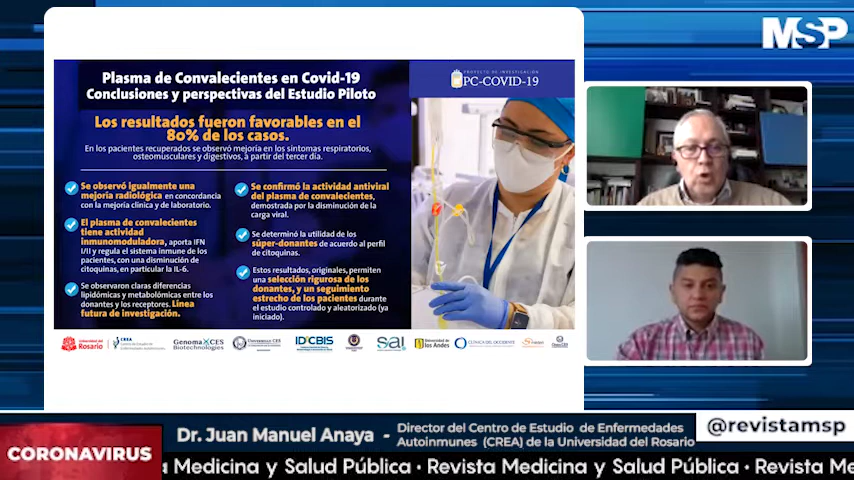 MSP
Plasma de Convalecientes en Covid-19
Conclusiones y perspectivas del Estudio Piloto
PROYECTO DE INVESTIGACIÓN
PC-COVID-19
Los resultados fueron favorables en el
80% de los casos.
En los pacientes recuperados se observó mejoría en los síntomas respiratorios,
osteomusculares y digestivos, a partir del tercer día.
Se observó igualmente una
mejoría radiológica en concordancia
con la mejoría clínica y de laboratorio.
El plasma de convalecientes
tiene actividad
inmunomoduladora, aporta IFN
I/II y regula el sistema inmune de los
pacientes, con una disminución de
citoquinas, en particular la IL-6.
Se observaron claras diferencias
lipidómicas y metabolómicas entre los
donantes y los receptores. Línea
futura de investigación.
Se confirmó la actividad antiviral
del plasma de convalecientes,
demostrada por la disminución de la
carga viral.
Se determinó la utilidad de los
súper-donantes de acuerdo al perfil
de citoquinas.
Estos resultados, originales, permiten
una selección rigurosa de los
donantes, y un seguimiento
estrecho de los pacientes durante
el estudio controlado y aleatorizado (ya
iniciado).
Universidad del
Rosario
CREA
Genoma CES
Biotechnologies
UNIVERSIDAD CES
IDCBIS
Sai
Universidad de
los Andes
CLÍNICA DEL OCCIDENTE
Dr. Juan Manuel Anaya -
Director del Centro de Estudio de Enfermedades
Autoinmunes (CREA) de la Universidad del Rosario
@revistamsp
CORONAVIRUS
a Medicina y Salud Pública · Revista Medicina y Salud Pública · Revista Me